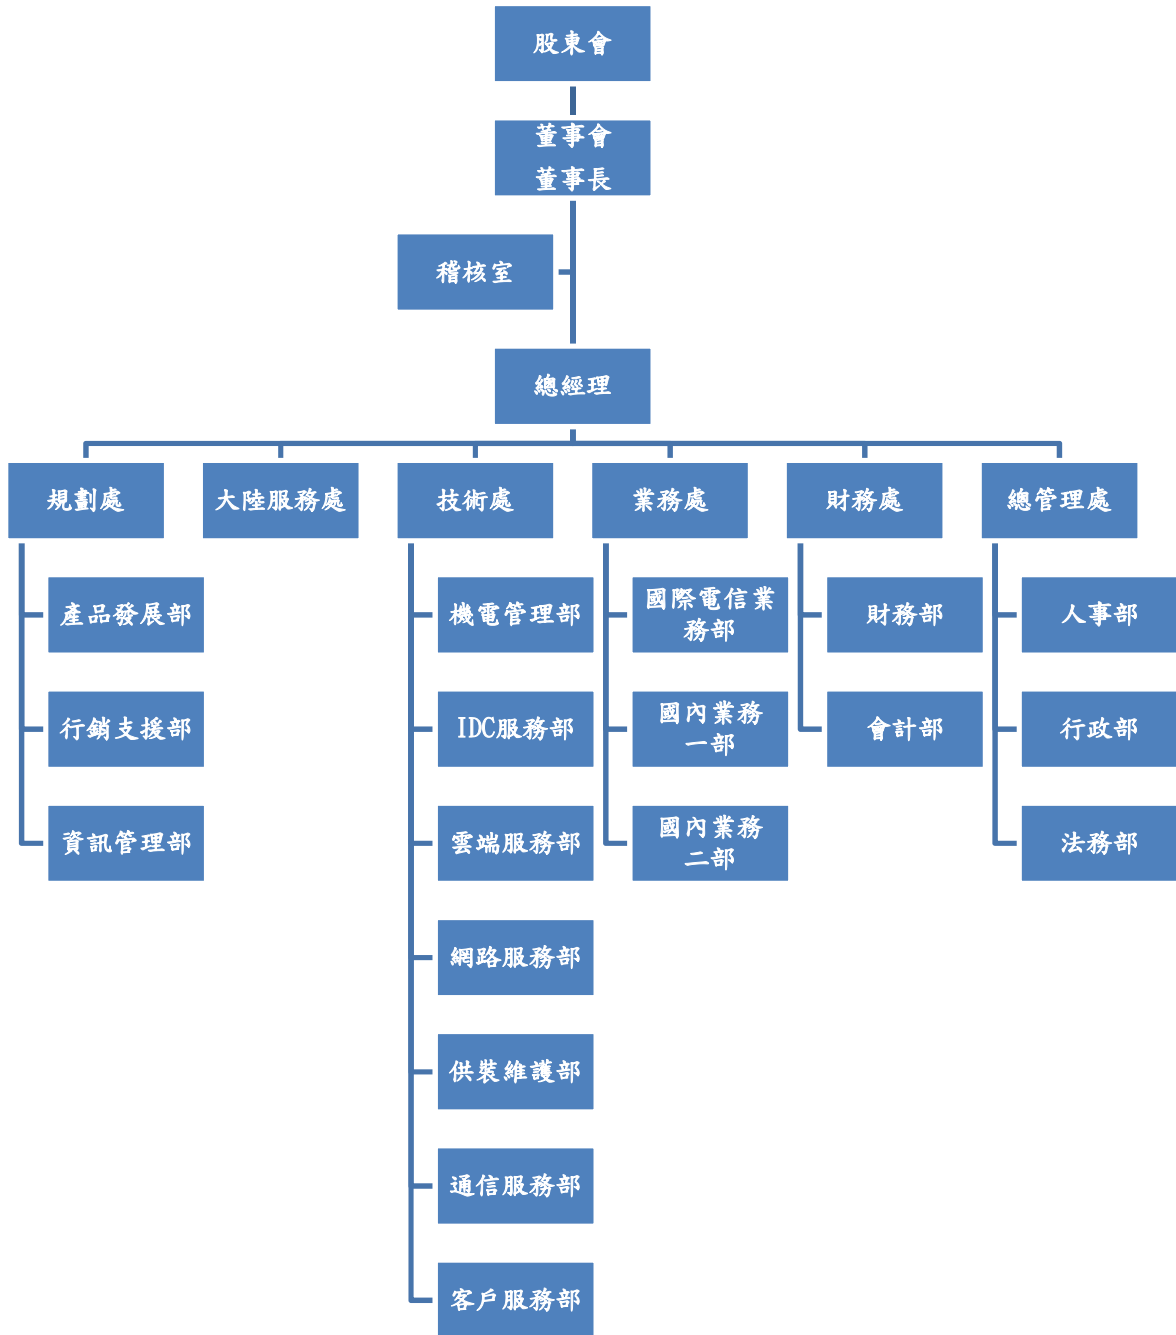 股東會
董事會
董事長
稽核室
總經理
規劃處
大陸服務處
技術處
業務處
財務處
總管理處
產品發展部
行銷支援部
資訊管理部
機電管理部
IDC服務部
雲端服務部
網路服務部
供裝維護部
通信服務部
客戶服務部
國際電信業
務部
國內業務
一部
國內業務
二部
財務部
會計部
人事部
行政部
法務部